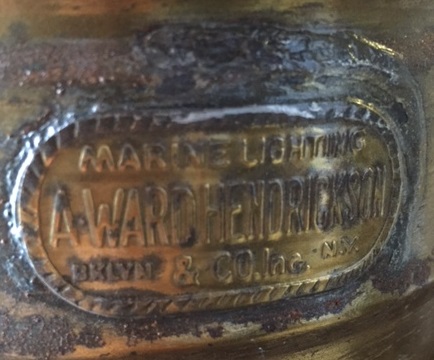 MARINE LIGHTING
A·WARD HENDRICKSON
BKLYN & CO. Inc. N.Y.